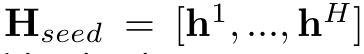 H_{seed} = [h^1, ..., h^H]